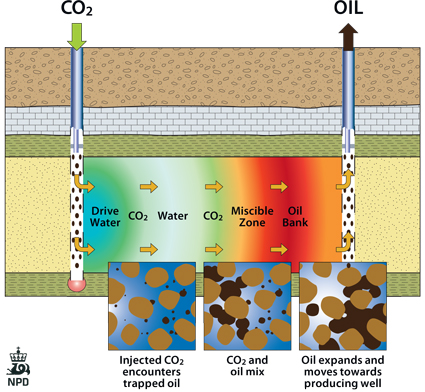 CO₂ OIL
Drive
Water
CO₂
Water
CO₂
Miscible
Zone
Oil
Bank
Injected CO₂
encounters
trapped oil
CO₂ and
oil mix
Oil expands and
moves towards
producing well
NPD